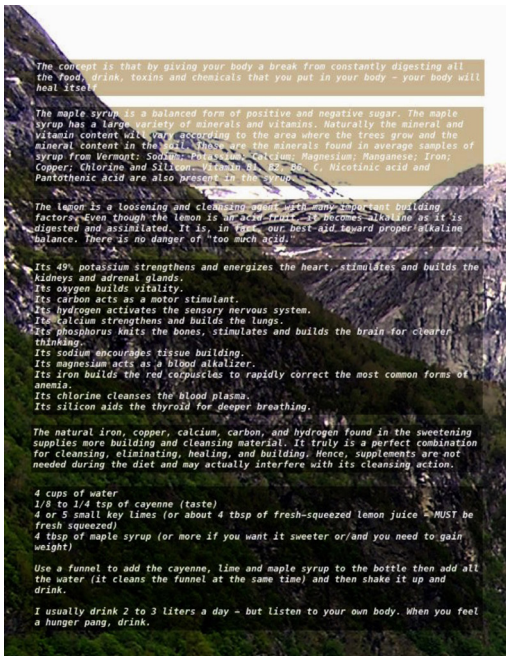 The concept is that by giving your body a break from constantly digesting all
the food, drink, toxins and chemicals that you put in your body - your body will
heal itself
The maple syrup is a balanced form of positive and negative sugar. The maple
syrup has a large variety of minerals and vitamins. Naturally the mineral and
vitamin content will vary according to the area where the trees grow and the
mineral content in the soil. These are the minerals found in average samples of
syrup from Vermont: Sodium; Potassium; Calcium; Magnesium; Manganese; Iron;
Copper; Chlorine and Silicon. Vitamin B1, B2, B6, C, Nicotinic acid and
Pantothenic acid are also present in the syrup.
The lemon is a loosening and cleansing agent with many important building
factors. Even though the lemon is an acid fruit, it becomes alkaline as it is
digested and assimilated. It is, in fact, our best aid toward proper alkaline
balance. There is no danger of "too much acid."
Its 49% potassium strengthens and energizes the heart, stimulates and builds the
kidneys and adrenal glands.
Its oxygen builds vitality.
Its carbon acts as a motor stimulant.
Its hydrogen activates the sensory nervous system.
Its calcium strengthens and builds the lungs.
Its phosphorus knits the bones, stimulates and builds the brain for clearer
thinking.
Its sodium encourages tissue building.
Its magnesium acts as a blood alkalizer.
Its iron builds the red corpuscles to rapidly correct the most common forms of
anemia.
Its chlorine cleanses the blood plasma.
Its silicon aids the thyroid for deeper breathing.
The natural iron, copper, calcium, carbon, and hydrogen found in the sweetening
supplies more building and cleansing material. It truly is a perfect combination
for cleansing, eliminating, healing, and building. Hence, supplements are not
needed during the diet and may actually interfere with its cleansing action.
4 cups of water
1/8 to 1/4 tsp of cayenne (taste)
4 or 5 small key limes (or about 4 tbsp of fresh-squeezed lemon juice - MUST be
fresh squeezed)
4 tbsp of maple syrup (or more if you want it sweeter or/and you need to gain
weight)
Use a funnel to add the cayenne, lime and maple syrup to the bottle then add all
the water (it cleans the funnel at the same time) and then shake it up and
drink.
I usually drink 2 to 3 liters a day - but listen to your own body. When you feel
a hunger pang, drink.